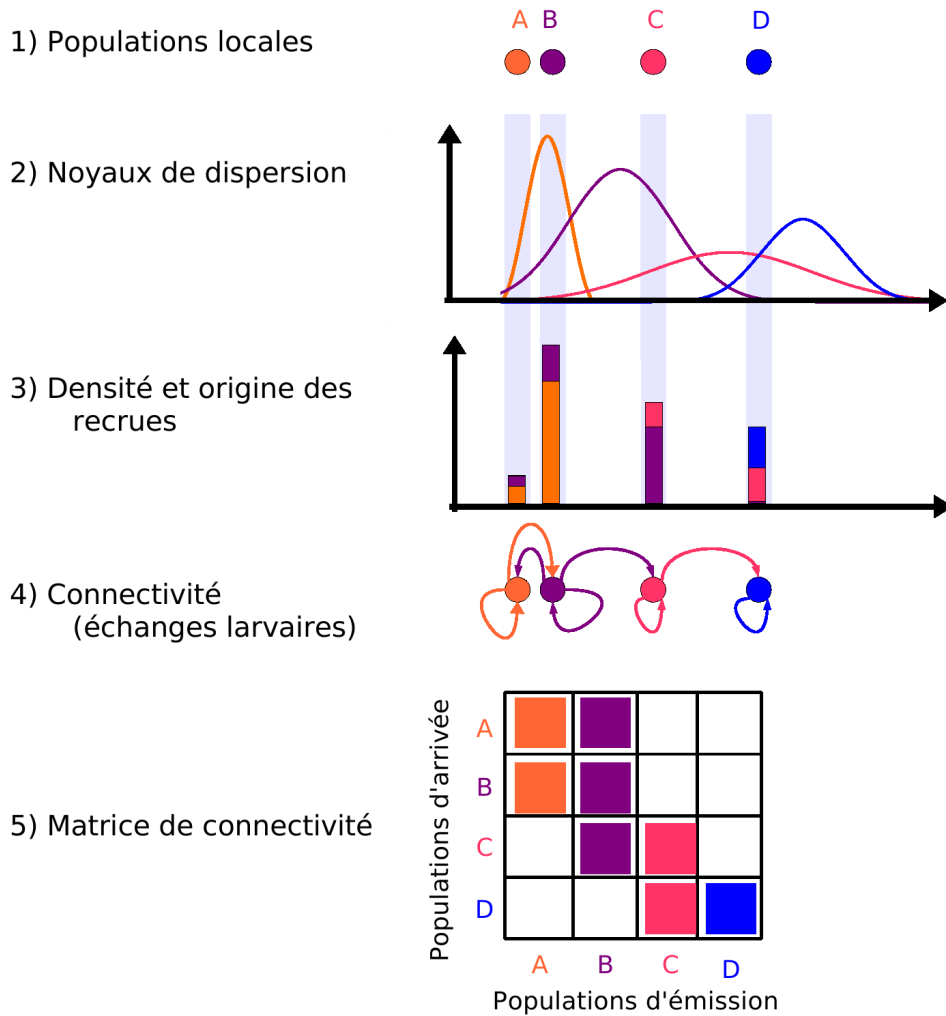 A B C D
1) Populations locales
2) Noyaux de dispersion
3) Densité et origine des
recrues
4) Connectivité
(échanges larvaires)
5) Matrice de connectivité
Populations d'arrivée
A
B
C
D
A B C D
Populations d'émission